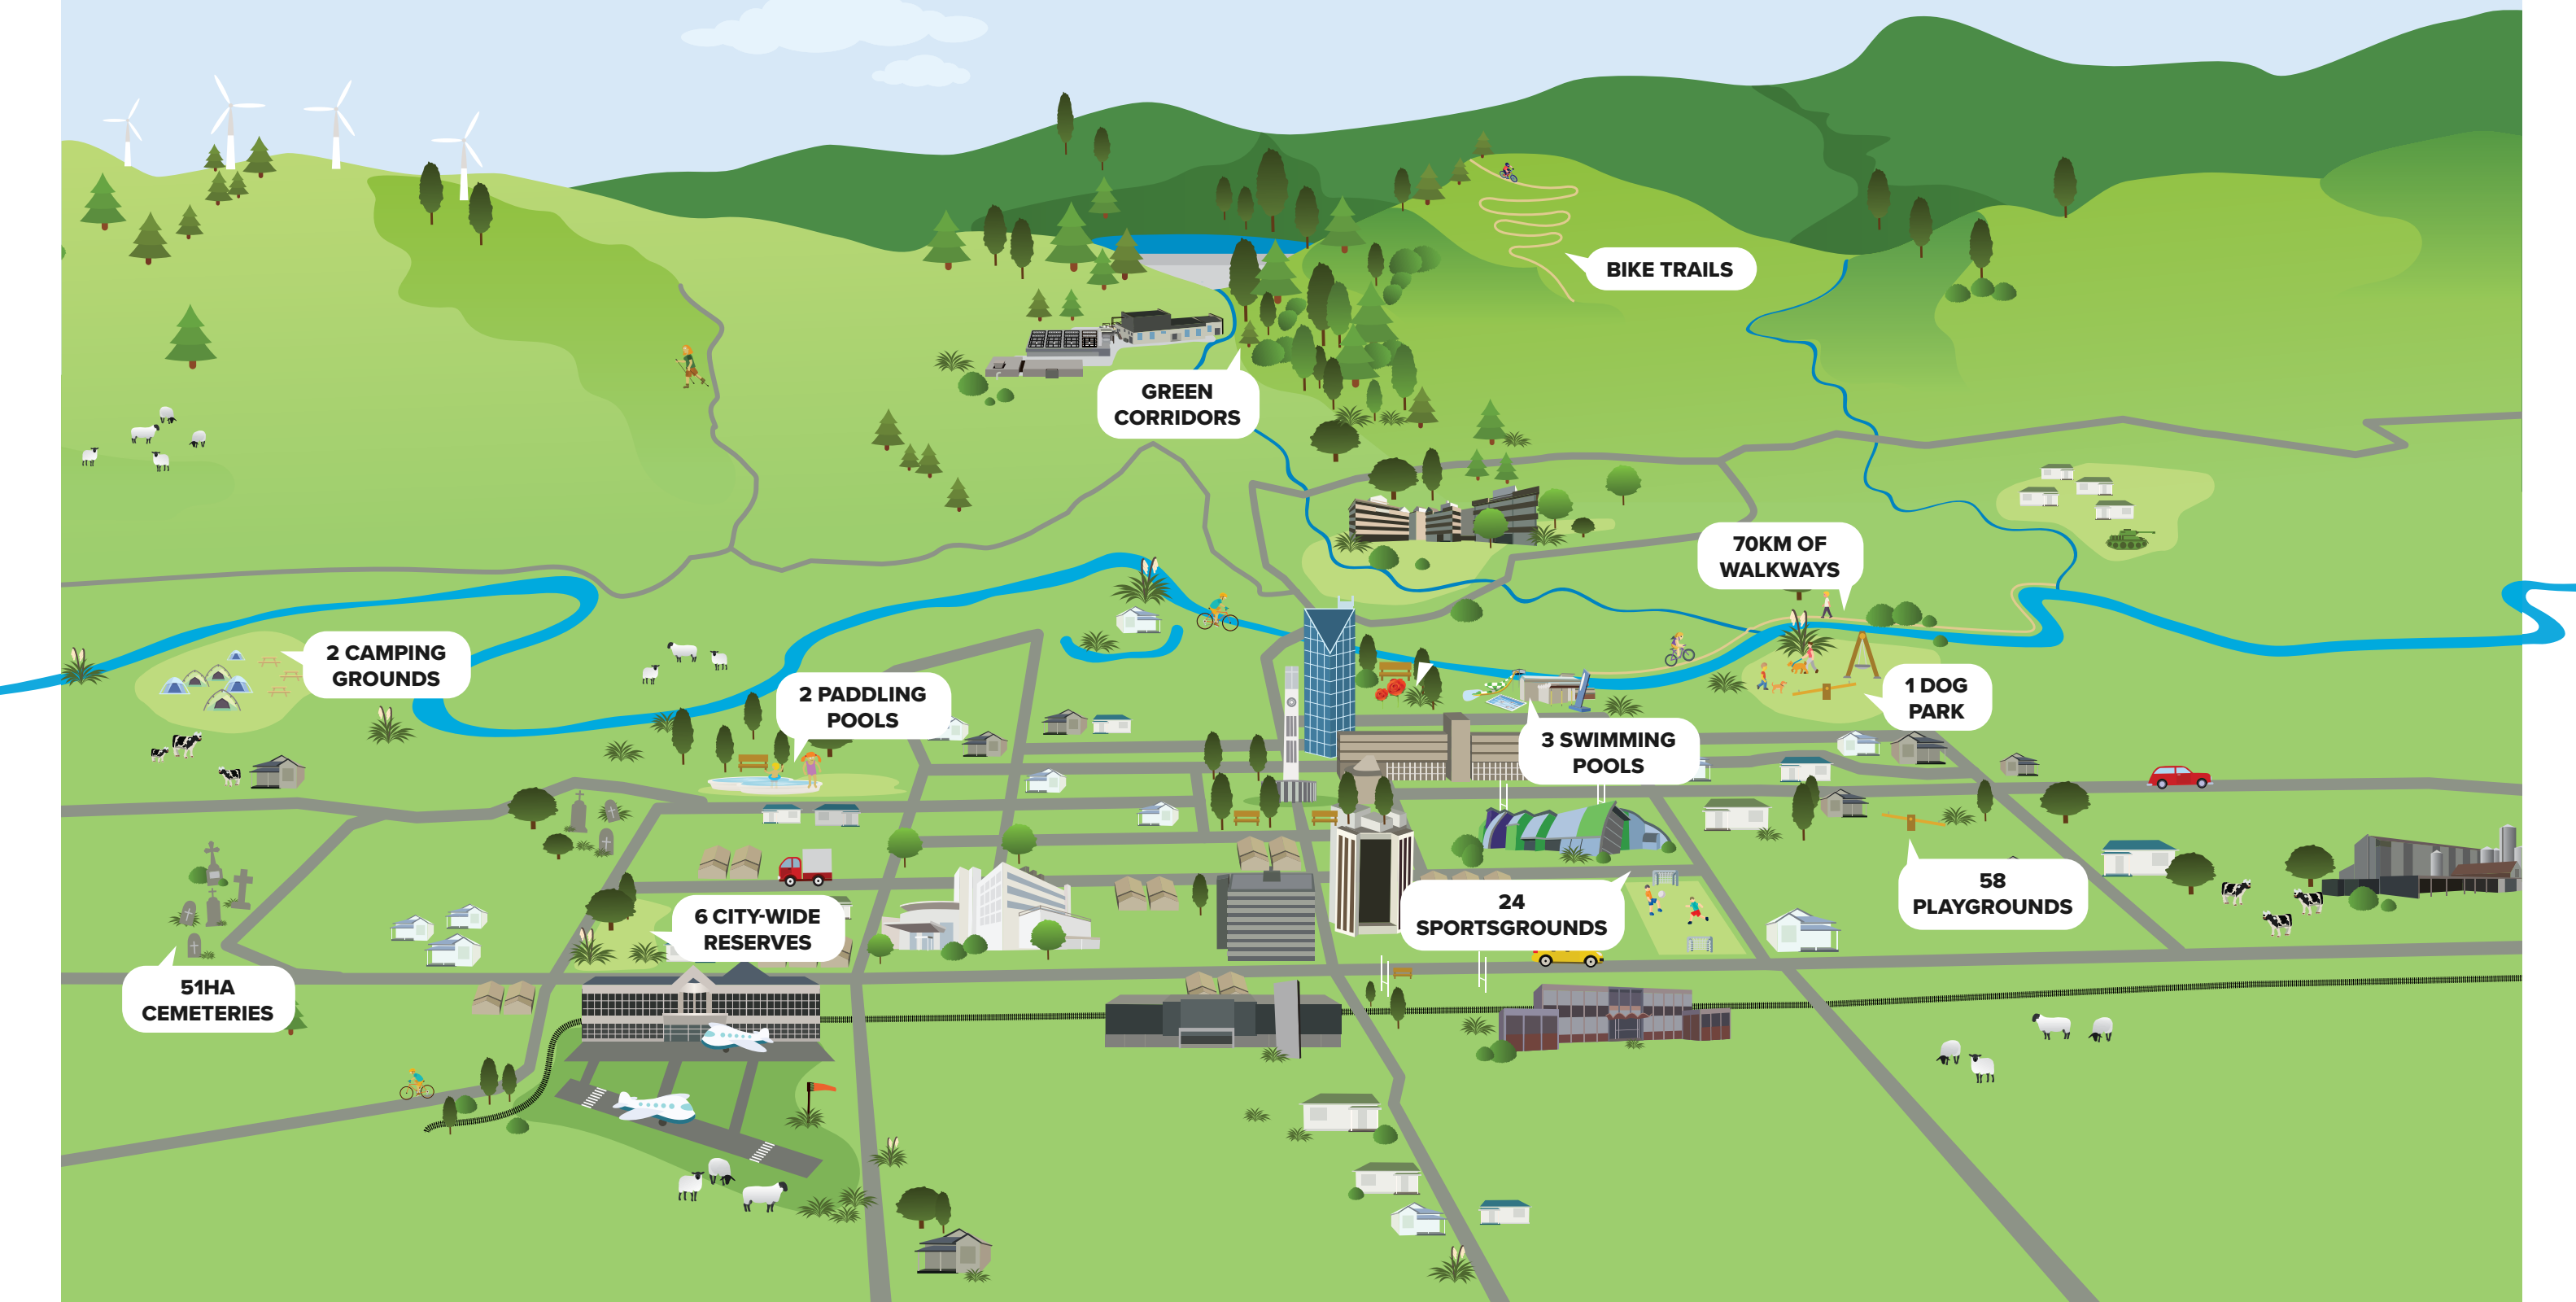 BIKE TRAILS
GREEN
CORRIDORS
70KM OF
WALKWAYS
2 CAMPING
GROUNDS
2 PADDLING
POOLS
1 DOG
PARK
3 SWIMMING
POOLS
58
PLAYGROUNDS
24
SPORTSGROUNDS
6 CITY-WIDE
RESERVES
51HA
CEMETERIES